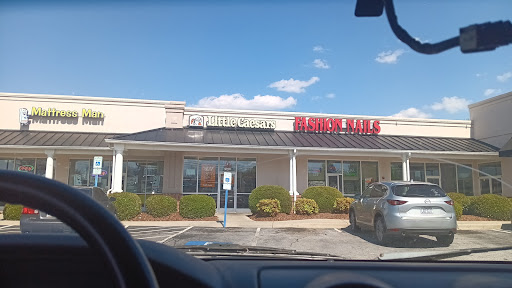 Mattress Man
Little Caesars
FASHION NAILS